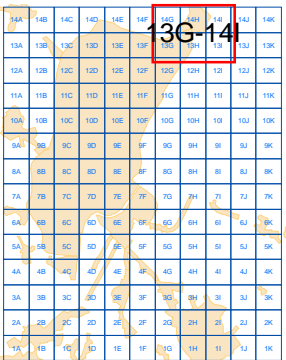 14A 14B 14C 14D 14E 14F 14G 14H 14I 14J 14K
13G-14I
13A 13B 13C 13D 13E 13F 13G 13H 13I 13J 13K
12A 12B 12C 12D 12E 12F 12G 12H 12I 12J 12K
11A 11B 11C 11D 11E 11F 11G 11H 11I 11J 11K
10A 10B 10C 10D 10E 10F 10G 10H 10I 10J 10K
9A 9B 9C 9D 9E 9F 9G 9H 9I 9J 9K
8A 8B 8C 8D 8E 8F 8G 8H 8I 8J 8K
7A 7B 7C 7D 7E 7F 7G 7H 7I 7J 7K
6A 6B 6C 6D 6E 6F 6G 6H 6I 6J 6K
5A 5B 5C 5D 5E 5F 5G 5H 5I 5J 5K
4A 4B 4C 4D 4E 4F 4G 4H 4I 4J 4K
3A 3B 3C 3D 3E 3F 3G 3H 3I 3J 3K
2A 2B 2C 2D 2E 2F 2G 2H 2I 2J 2K
1A 1B 1C 1D 1E 1F 1G 1H 1I 1J 1K